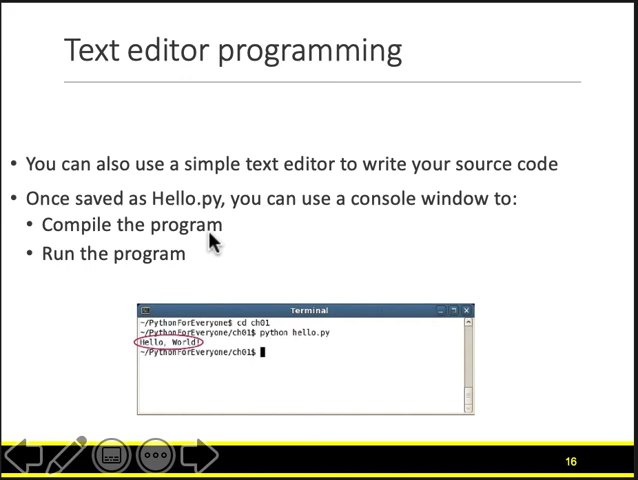 Text editor programming
• You can also use a simple text editor to write your source code
• Once saved as Hello.py, you can use a console window to:
• Compile the program
• Run the program
Terminal
~/PythonForEveryone$ cd ch01
~/PythonForEveryone/ch01$ python hello.py
Hello, World!
~/PythonForEveryone/ch01$
16